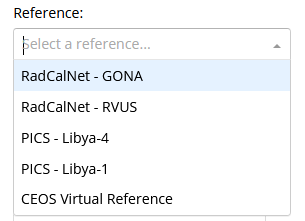 Reference:
Select a reference...
RadCalNet - GONA
RadCalNet - RVUS
PICS - Libya-4
PICS - Libya-1
CEOS Virtual Reference